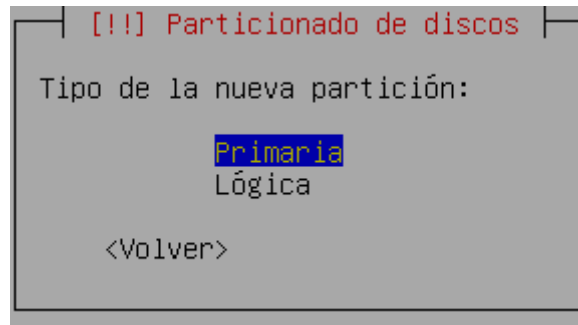 [!!] Particionado de discos
Tipo de la nueva partición:
Primaria
Lógica
<Volver>